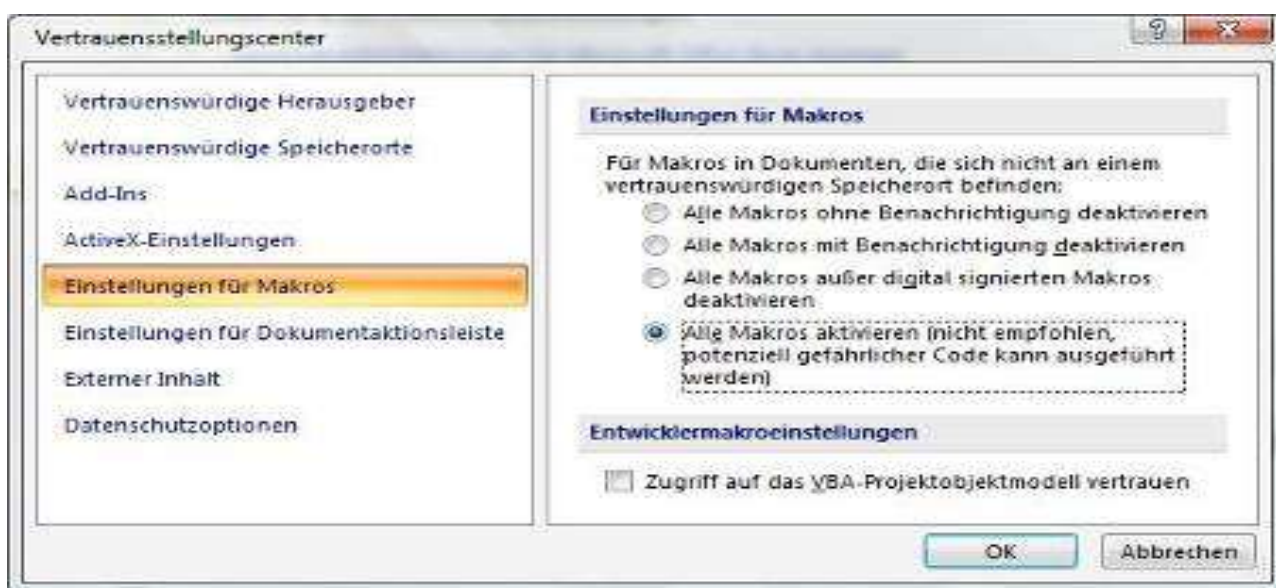 Vertrauensstellungscenter
Vertrauenswürdige Herausgeber
Vertrauenswürdige Speicherorte
Add-Ins
ActiveX-Einstellungen
Einstellungen für Makros
Einstellungen für Dokumentaktionsleiste
Externer Inhalt
Datenschutzoptionen
Einstellungen für Makros
Für Makros in Dokumenten, die sich nicht an einem
vertrauenswürdigen Speicherort befinden:
Alle Makros ohne Benachrichtigung deaktivieren
Alle Makros mit Benachrichtigung deaktivieren
Alle Makros außer digital signierten Makros
deaktivieren
Alle Makros aktivieren (nicht empfohlen,
potenziell gefährlicher Code kann ausgeführt
werden)
Entwicklermakroeinstellungen
Zugriff auf das VBA-Projektobjektmodell vertrauen
OK
Abbrechen